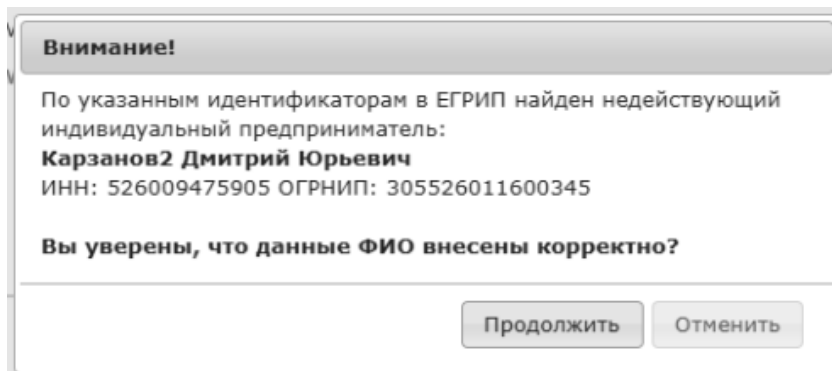 Внимание!
По указанным идентификаторам в ЕГРИП найден недействующий
индивидуальный предприниматель:
Карзанов2 Дмитрий Юрьевич
ИНН: 526009475905 ОГРНИП: 305526011600345
Вы уверены, что данные ФИО внесены корректно?
Продолжить
Отменить